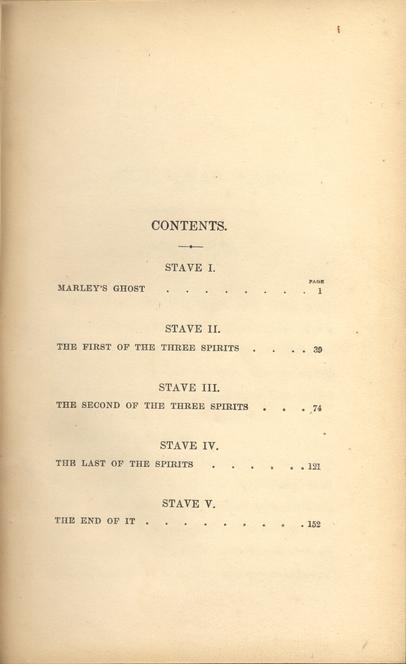 CONTENTS.
STAVE I.
PAGE
MARLEY'S GHOST . . . . . . . . 1
STAVE II.
THE FIRST OF THE THREE SPIRITS . . . . 39
STAVE III.
THE SECOND OF THE THREE SPIRITS . . . 74
STAVE IV.
THE LAST OF THE SPIRITS . . . . . . 121
STAVE V.
THE END OF IT . . . . . . . . . 152